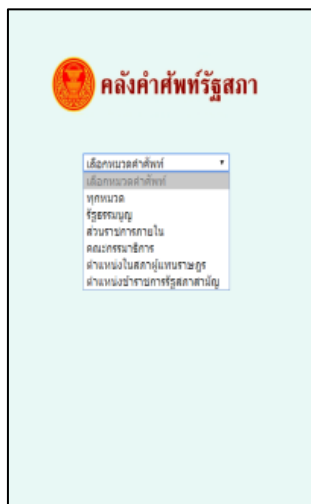 คลังคำศัพท์รัฐสภา
เลือกหมวดคำศัพท์
เลือกหมวดคำศัพท์
ทุกหมวด
รัฐธรรมนูญ
ส่วนราชการภายใน
คณะกรรมาธิการ
ตำแหน่งในสภาผู้แทนราษฎร
ตำแหน่งข้าราชการรัฐสภาสามัญ